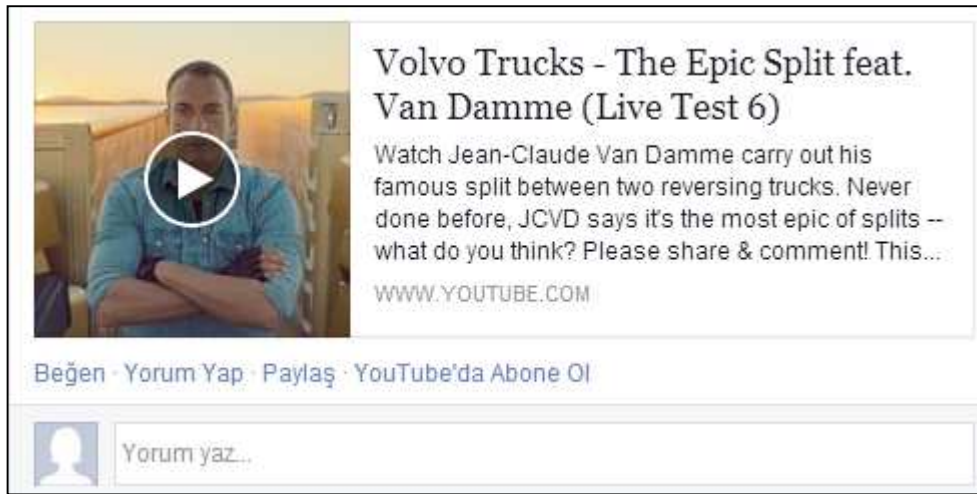 Volvo Trucks - The Epic Split feat.
Van Damme (Live Test 6)
Watch Jean-Claude Van Damme carry out his
famous split between two reversing trucks. Never
done before, JCVD says it's the most epic of splits --
what do you think? Please share & comment! This...
WWW.YOUTUBE.COM
Beğen · Yorum Yap · Paylaş · YouTube'da Abone Ol
Yorum yaz...